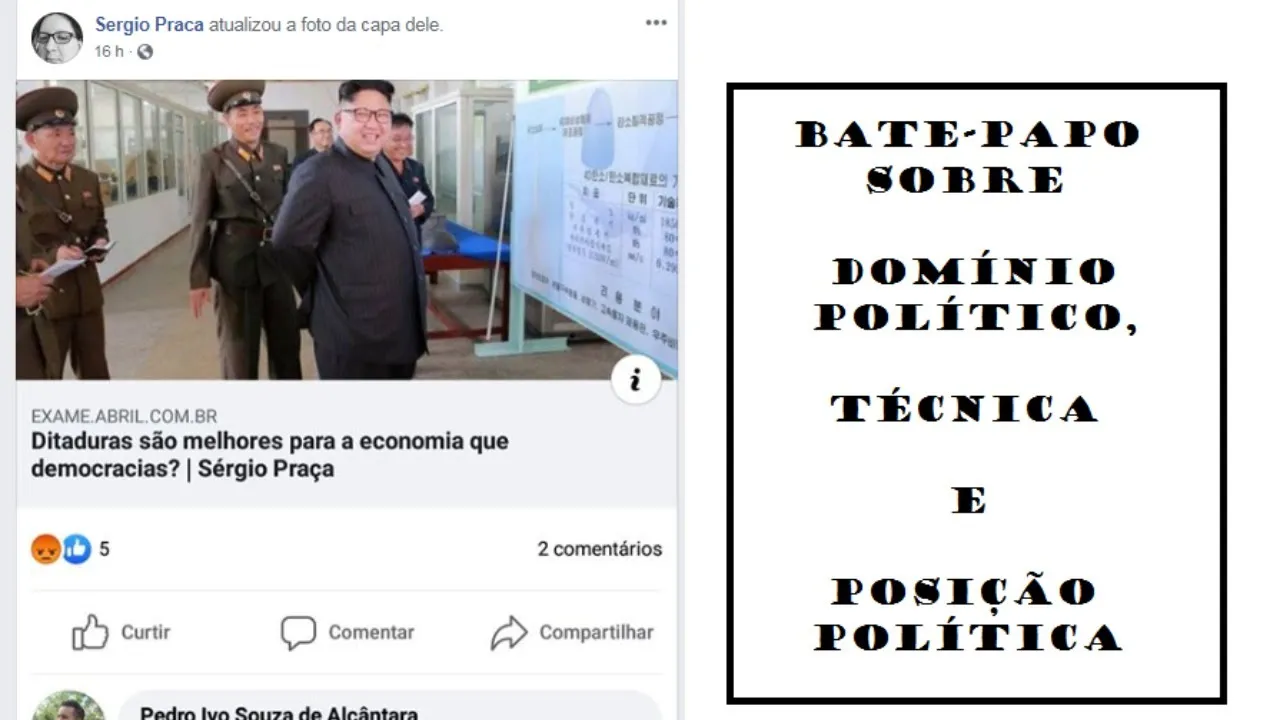 Sergio Praca atualizou a foto da capa dele.
16 h
EXAME.ABRIL.COM.BR
Ditaduras são melhores para a economia que
democracias? | Sérgio Praça
5
2 comentários
Curtir
Comentar
Compartilhar
Pedro Ivo Souza de Alcântara
BATE-PAPO
SOBRE
DOMÍNIO
POLÍTICO,
TÉCNICA
E
POSIÇÃO
POLÍTICA